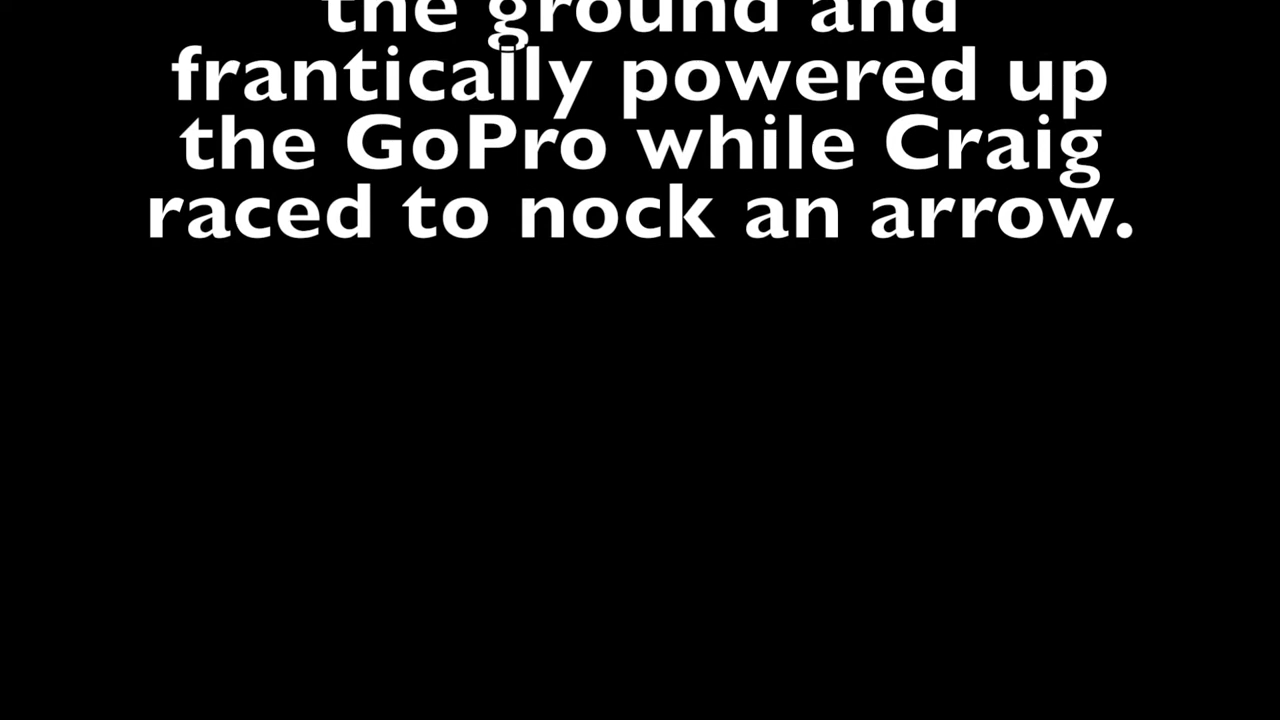 the ground and
frantically powered up
the GoPro while Craig
raced to nock an arrow.